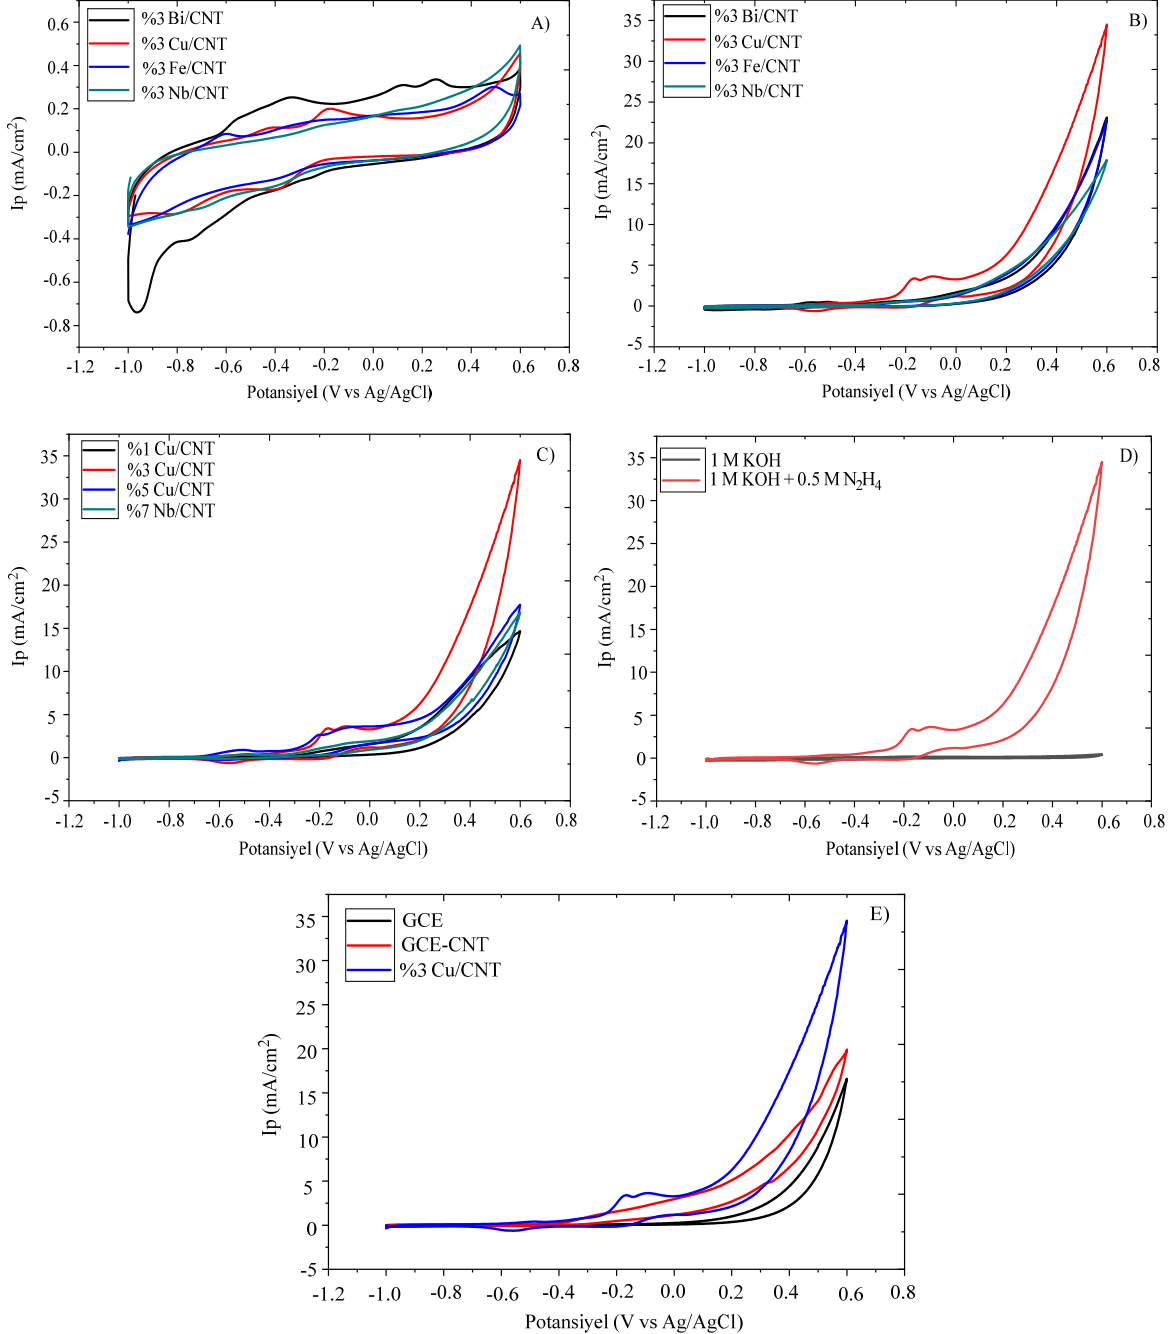 A)
%3 Bi/CNT
%3 Cu/CNT
%3 Fe/CNT
%3 Nb/CNT
0.6
0.4
0.2
0.0
-0.2
-0.4
-0.6
-0.8
Ip (mA/cm²)
-1.2 -1.0 -0.8 -0.6 -0.4 -0.2 0.0 0.2 0.4 0.6 0.8
Potansiyel (V vs Ag/AgCl)
B)
%3 Bi/CNT
%3 Cu/CNT
%3 Fe/CNT
%3 Nb/CNT
35
30
25
20
15
10
5
0
-5
Ip (mA/cm²)
-1.2 -1.0 -0.8 -0.6 -0.4 -0.2 0.0 0.2 0.4 0.6 0.8
Potansiyel (V vs Ag/AgCl)
C)
%1 Cu/CNT
%3 Cu/CNT
%5 Cu/CNT
%7 Nb/CNT
35
30
25
20
15
10
5
0
-5
Ip (mA/cm²)
-1.2 -1.0 -0.8 -0.6 -0.4 -0.2 0.0 0.2 0.4 0.6 0.8
Potansiyel (V vs Ag/AgCl)
D)
1 M KOH
1 M KOH + 0.5 M N₂H₄
35
30
25
20
15
10
5
0
-5
Ip (mA/cm²)
-1.2 -1.0 -0.8 -0.6 -0.4 -0.2 0.0 0.2 0.4 0.6 0.8
Potansiyel (V vs Ag/AgCl)
E)
GCE
GCE-CNT
%3 Cu/CNT
35
30
25
20
15
10
5
0
-5
Ip (mA/cm²)
-1.2 -1.0 -0.8 -0.6 -0.4 -0.2 0.0 0.2 0.4 0.6 0.8
Potansiyel (V vs Ag/AgCl)